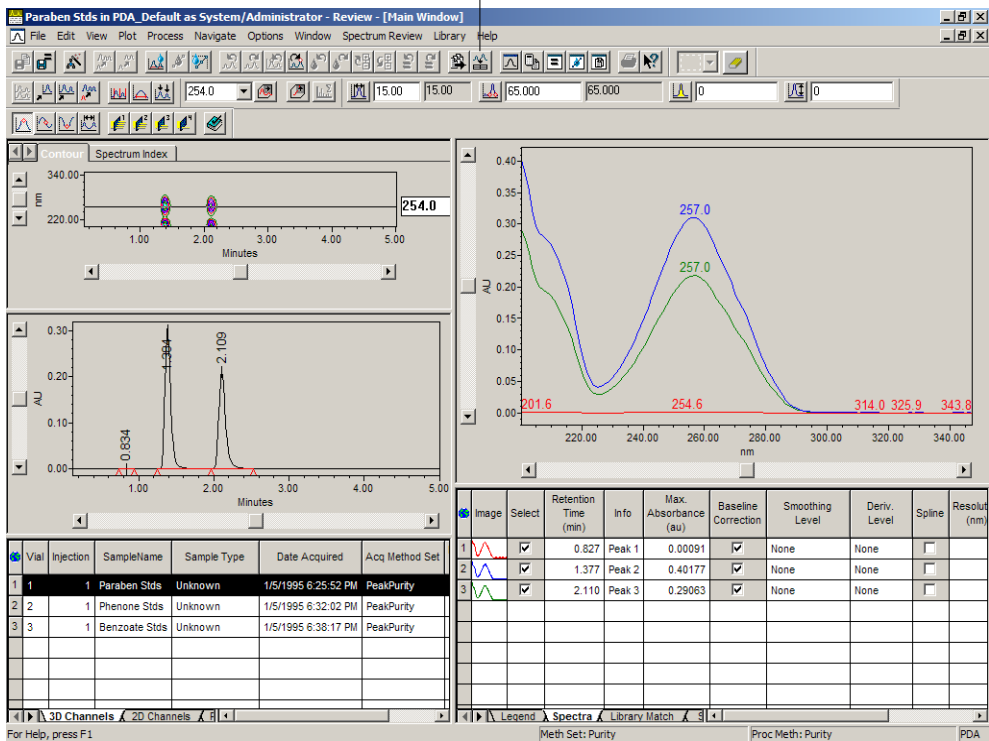 Paraben Stds in PDA_Default as System/Administrator - Review - [Main Window]
File Edit View Plot Process Navigate Options Window Spectrum Review Library Help
254.0 15.00 15.00 65.000 65.000 0 0
Contour Spectrum Index
340.00
nm
220.00
254.0
1.00 2.00 3.00 4.00 5.00
Minutes
0.30
0.20
AU
0.10
0.00
0.834
2.109
1.00 2.00 3.00 4.00 5.00
Minutes
Vial Injection SampleName Sample Type Date Acquired Acq Method Set
1 1 1 Paraben Stds Unknown 1/5/1995 6:25:52 PM PeakPurity
2 2 1 Phenone Stds Unknown 1/5/1995 6:32:02 PM PeakPurity
3 3 1 Benzoate Stds Unknown 1/5/1995 6:38:17 PM PeakPurity
3D Channels 2D Channels
0.40
0.35
0.30
0.25
AU
0.20
0.15
0.10
0.05
0.00
257.0
257.0
201.6 254.6 314.0 325.9 343.8
220.00 240.00 260.00 280.00 300.00 320.00 340.00
nm
Image Select Retention Time (min) Info Max. Absorbance (au) Baseline Correction Smoothing Level Deriv. Level Spline Resolut (nm)
1 0.827 Peak 1 0.00091 None None
2 1.377 Peak 2 0.40177 None None
3 2.110 Peak 3 0.29063 None None
Legend Spectra Library Match
For Help, press F1 Meth Set: Purity Proc Meth: Purity PDA